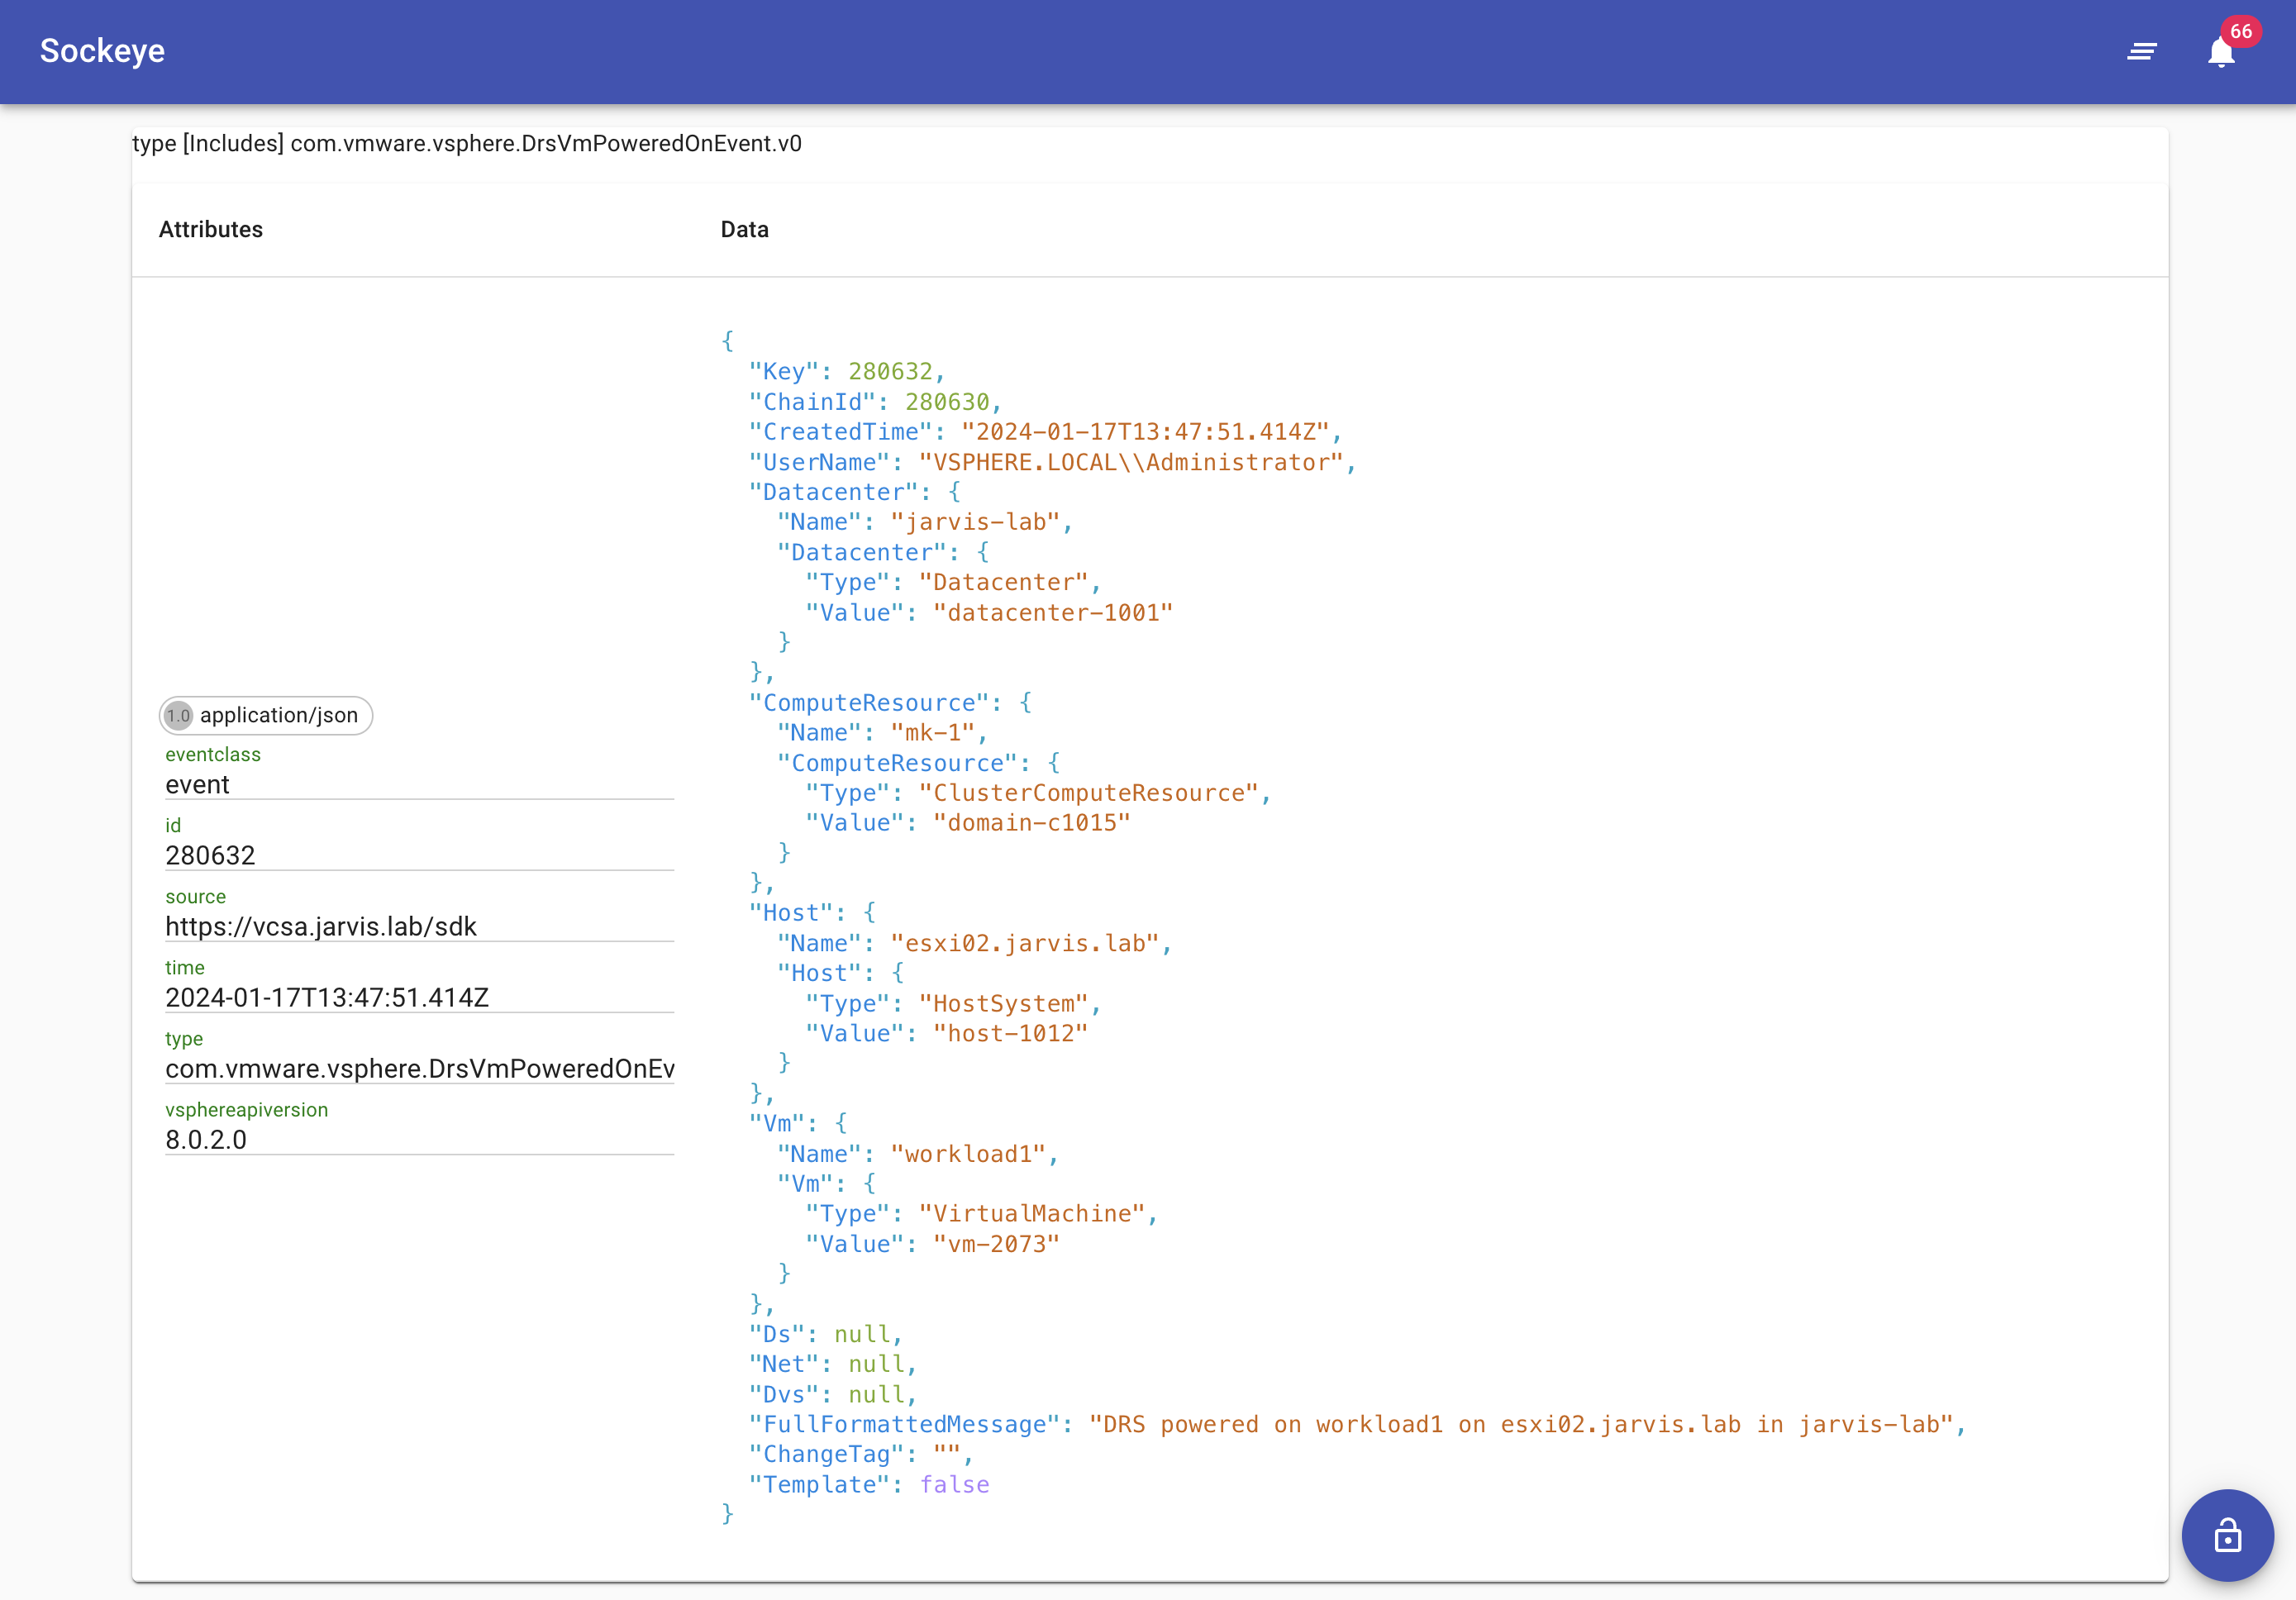 Sockeye
66
type [Includes] com.vmware.vsphere.DrsVmPoweredOnEvent.v0
Attributes
Data
1.0 application/json
eventclass
event
id
280632
source
https://vcsa.jarvis.lab/sdk
time
2024-01-17T13:47:51.414Z
type
com.vmware.vsphere.DrsVmPoweredOnEv
vsphereapiversion
8.0.2.0
{
  "Key": 280632,
  "ChainId": 280630,
  "CreatedTime": "2024-01-17T13:47:51.414Z",
  "UserName": "VSPHERE.LOCAL\\Administrator",
  "Datacenter": {
    "Name": "jarvis-lab",
    "Datacenter": {
      "Type": "Datacenter",
      "Value": "datacenter-1001"
    }
  },
  "ComputeResource": {
    "Name": "mk-1",
    "ComputeResource": {
      "Type": "ClusterComputeResource",
      "Value": "domain-c1015"
    }
  },
  "Host": {
    "Name": "esxi02.jarvis.lab",
    "Host": {
      "Type": "HostSystem",
      "Value": "host-1012"
    }
  },
  "Vm": {
    "Name": "workload1",
    "Vm": {
      "Type": "VirtualMachine",
      "Value": "vm-2073"
    }
  },
  "Ds": null,
  "Net": null,
  "Dvs": null,
  "FullFormattedMessage": "DRS powered on workload1 on esxi02.jarvis.lab in jarvis-lab",
  "ChangeTag": "",
  "Template": false
}